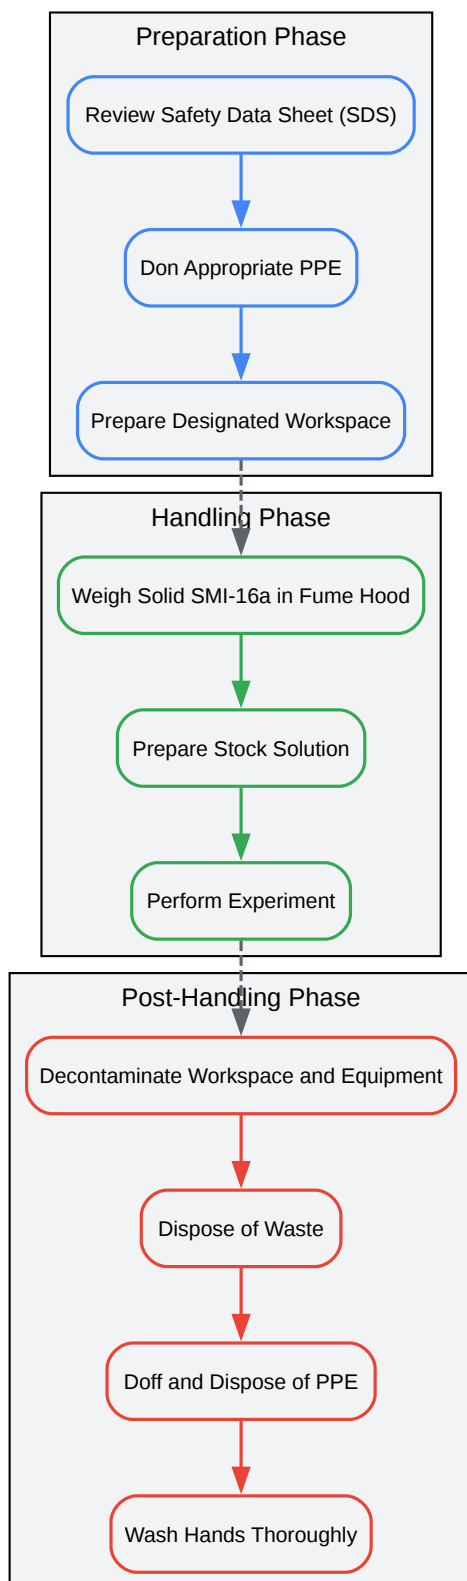 Preparation Phase
Review Safety Data Sheet (SDS)
Don Appropriate PPE
Prepare Designated Workspace
Handling Phase
Weigh Solid SMI-16a in Fume Hood
Prepare Stock Solution
Perform Experiment
Post-Handling Phase
Decontaminate Workspace and Equipment
Dispose of Waste
Doff and Dispose of PPE
Wash Hands Thoroughly